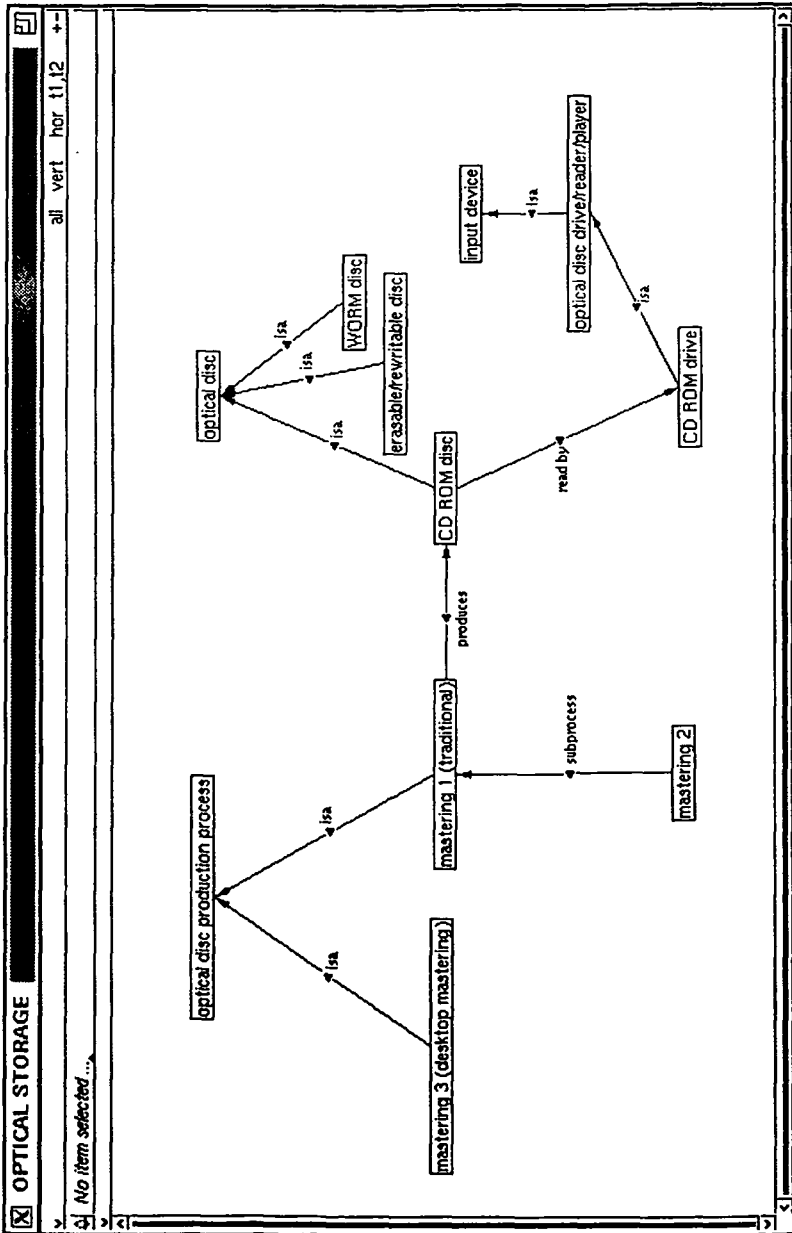 OPTICAL STORAGE
all vert hor t1,t2 +-
No item selected ...
optical disc production process
optical disc
isa
isa
isa
isa
isa
WORM disc
erasable/rewritable disc
mastering 3 (desktop mastering)
mastering 1 (traditional)
produces
CD ROM disc
input device
isa
subprocess
read by
optical disc drive/reader/player
isa
mastering 2
CD ROM drive